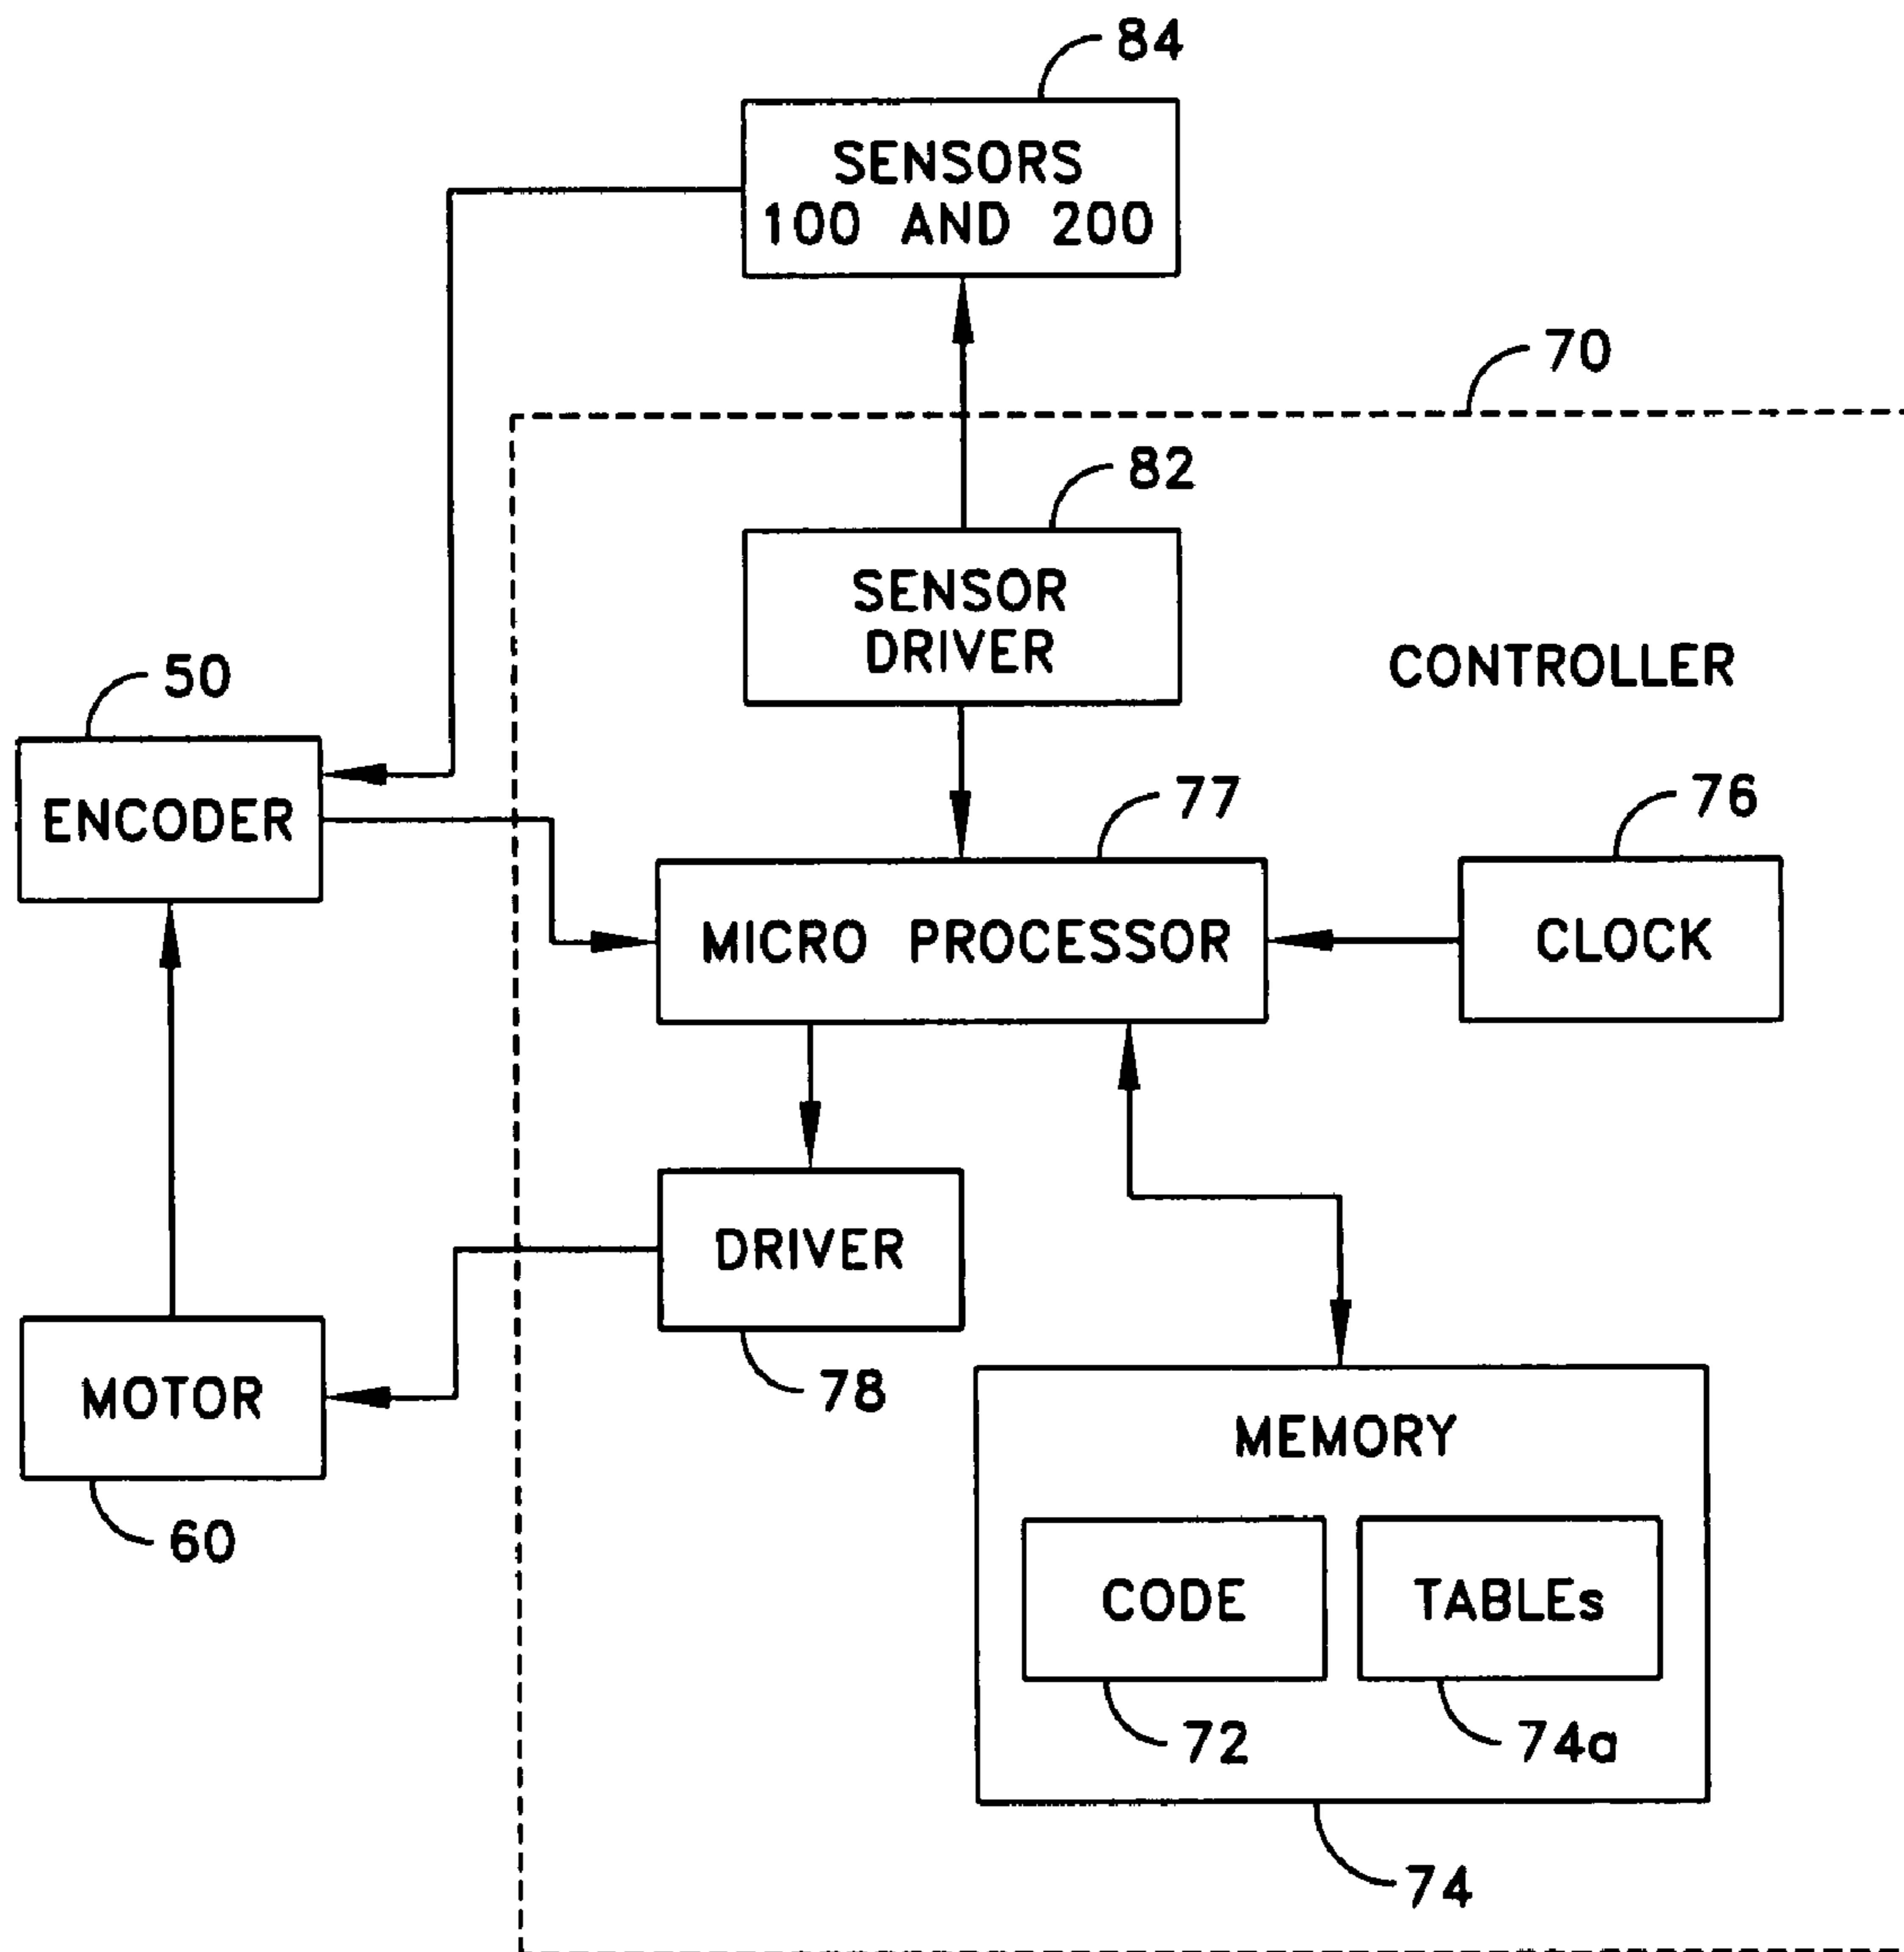 84
SENSORS
100 AND 200
70
82
SENSOR
DRIVER
CONTROLLER
50
ENCODER
77
76
MICRO PROCESSOR
CLOCK
DRIVER
78
MOTOR
60
MEMORY
CODE
TABLEs
72
74a
74